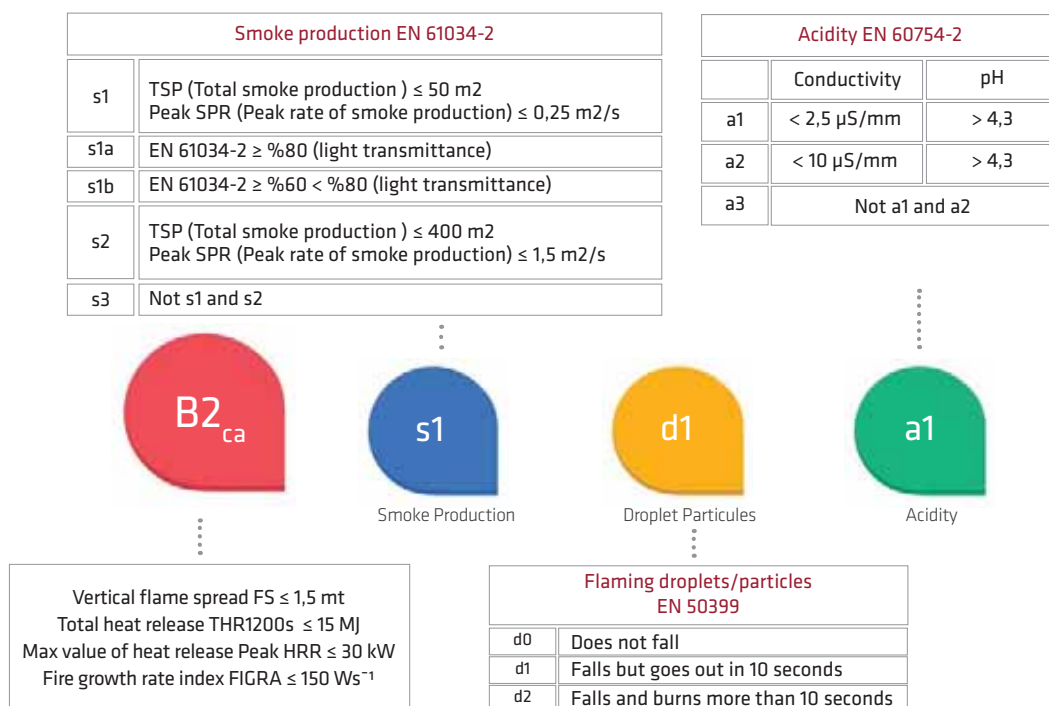 Smoke production EN 61034-2
s1
TSP (Total smoke production ) ≤ 50 m2
Peak SPR (Peak rate of smoke production) ≤ 0,25 m2/s
s1a
EN 61034-2 ≥ %80 (light transmittance)
s1b
EN 61034-2 ≥ %60 < %80 (light transmittance)
s2
TSP (Total smoke production ) ≤ 400 m2
Peak SPR (Peak rate of smoke production) ≤ 1,5 m2/s
s3
Not s1 and s2
Acidity EN 60754-2
Conductivity
pH
a1
< 2,5 µS/mm
> 4,3
a2
< 10 µS/mm
> 4,3
a3
Not a1 and a2
B2ca
s1
d1
a1
Smoke Production
Droplet Particules
Acidity
Vertical flame spread FS ≤ 1,5 mt
Total heat release THR1200s ≤ 15 MJ
Max value of heat release Peak HRR ≤ 30 kW
Fire growth rate index FIGRA ≤ 150 Ws⁻¹
Flaming droplets/particles
EN 50399
d0
Does not fall
d1
Falls but goes out in 10 seconds
d2
Falls and burns more than 10 seconds